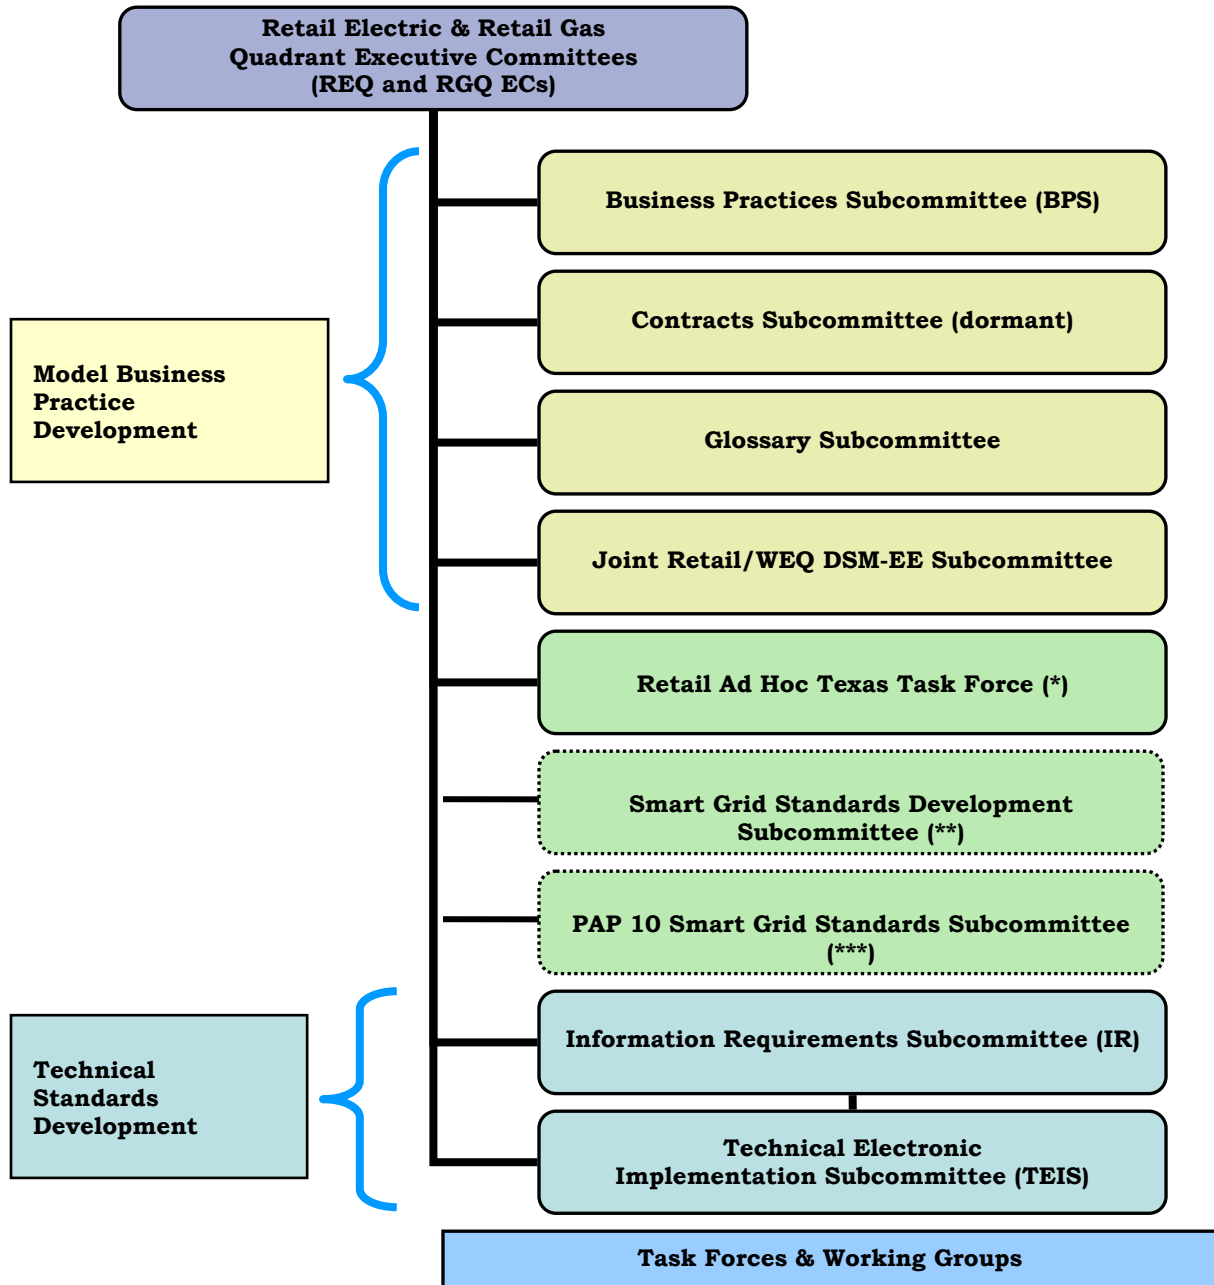 Retail Electric & Retail Gas
Quadrant Executive Committees
(REQ and RGQ ECs)
Business Practices Subcommittee (BPS)
Contracts Subcommittee (dormant)
Model Business
Practice
Development
Glossary Subcommittee
Joint Retail/WEQ DSM-EE Subcommittee
Retail Ad Hoc Texas Task Force (*)
Smart Grid Standards Development
Subcommittee (**)
PAP 10 Smart Grid Standards Subcommittee
(***)
Information Requirements Subcommittee (IR)
Technical
Standards
Development
Technical Electronic
Implementation Subcommittee (TEIS)
Task Forces & Working Groups